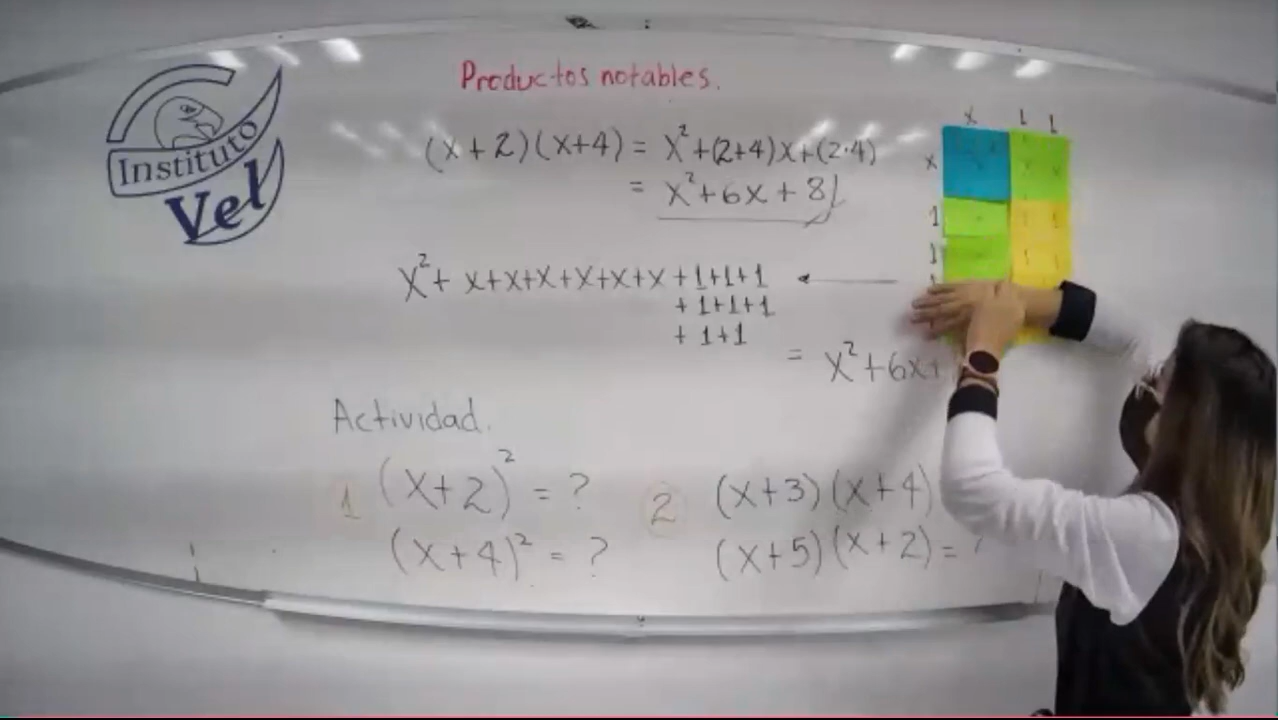 Instituto
Vel
Productos notables.
(x+2)(x+4) = x²+(2+4)x+(2·4)
= x²+6x+8
x²+ x+x+x+x+x+x +1+1+1
+ 1+1+1
+ 1+1
= x²+6x+
x 1 1
x
1
1
Actividad.
1 (x+2)² = ?
(x+4)² = ?
2 (x+3)(x+4)
(x+5)(x+2) = ?